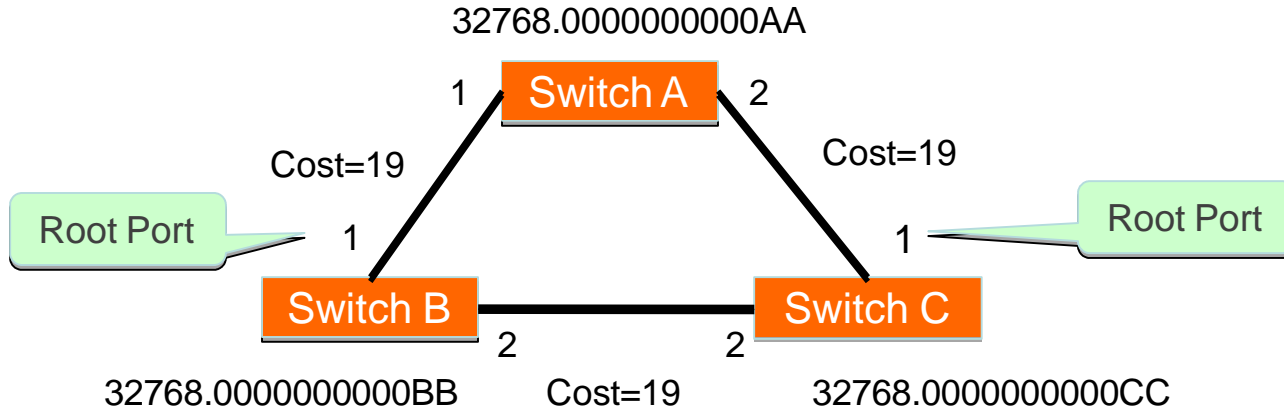 32768.0000000000AA
1 Switch A 2
Cost=19 Cost=19
Root Port 1 1 Root Port
Switch B Switch C
2 2
32768.0000000000BB Cost=19 32768.0000000000CC